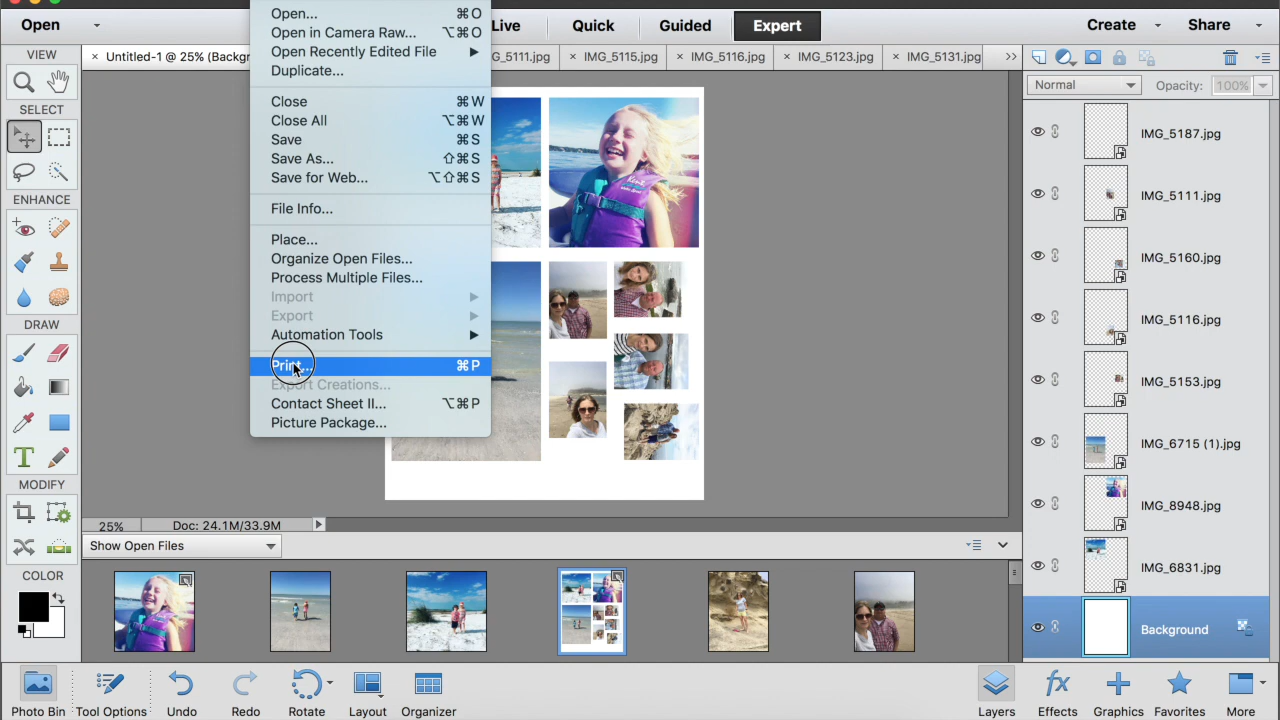 Open
Live
Quick
Guided
Expert
Create
Share
VIEW
SELECT
ENHANCE
DRAW
MODIFY
COLOR
× Untitled-1 @ 25% (Backgr
G_5111.jpg
× IMG_5115.jpg
× IMG_5116.jpg
× IMG_5123.jpg
× IMG_5131.jpg
>>
Open... ⌘O
Open in Camera Raw... ⌥⌘O
Open Recently Edited File
Duplicate...
Close ⌘W
Close All ⌥⌘W
Save ⌘S
Save As... ⇧⌘S
Save for Web... ⌥⇧⌘S
File Info...
Place...
Organize Open Files...
Process Multiple Files...
Import
Export
Automation Tools
Print... ⌘P
Export Creations...
Contact Sheet II... ⌥⌘P
Picture Package...
25% Doc: 24.1M/33.9M
Show Open Files
Normal Opacity: 100%
IMG_5187.jpg
IMG_5111.jpg
IMG_5160.jpg
IMG_5116.jpg
IMG_5153.jpg
IMG_6715 (1).jpg
IMG_8948.jpg
IMG_6831.jpg
Background
Photo Bin
Tool Options
Undo
Redo
Rotate
Layout
Organizer
Layers
Effects
Graphics
Favorites
More